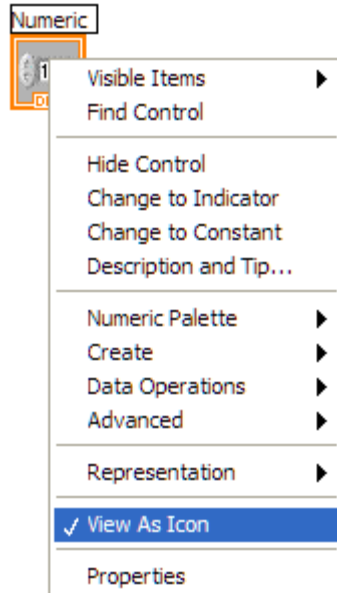 Numeric
1
Visible Items
Find Control
Hide Control
Change to Indicator
Change to Constant
Description and Tip...
Numeric Palette
Create
Data Operations
Advanced
Representation
View As Icon
Properties